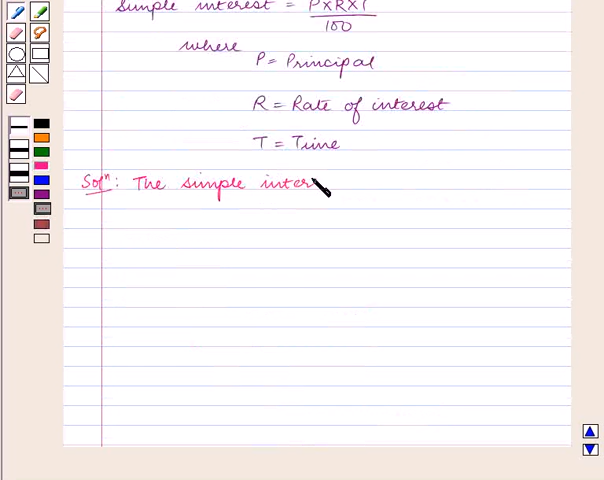 Simple interest = P×R×T
100
where
P = Principal
R = Rate of interest
T = Time
Solⁿ: The simple inter